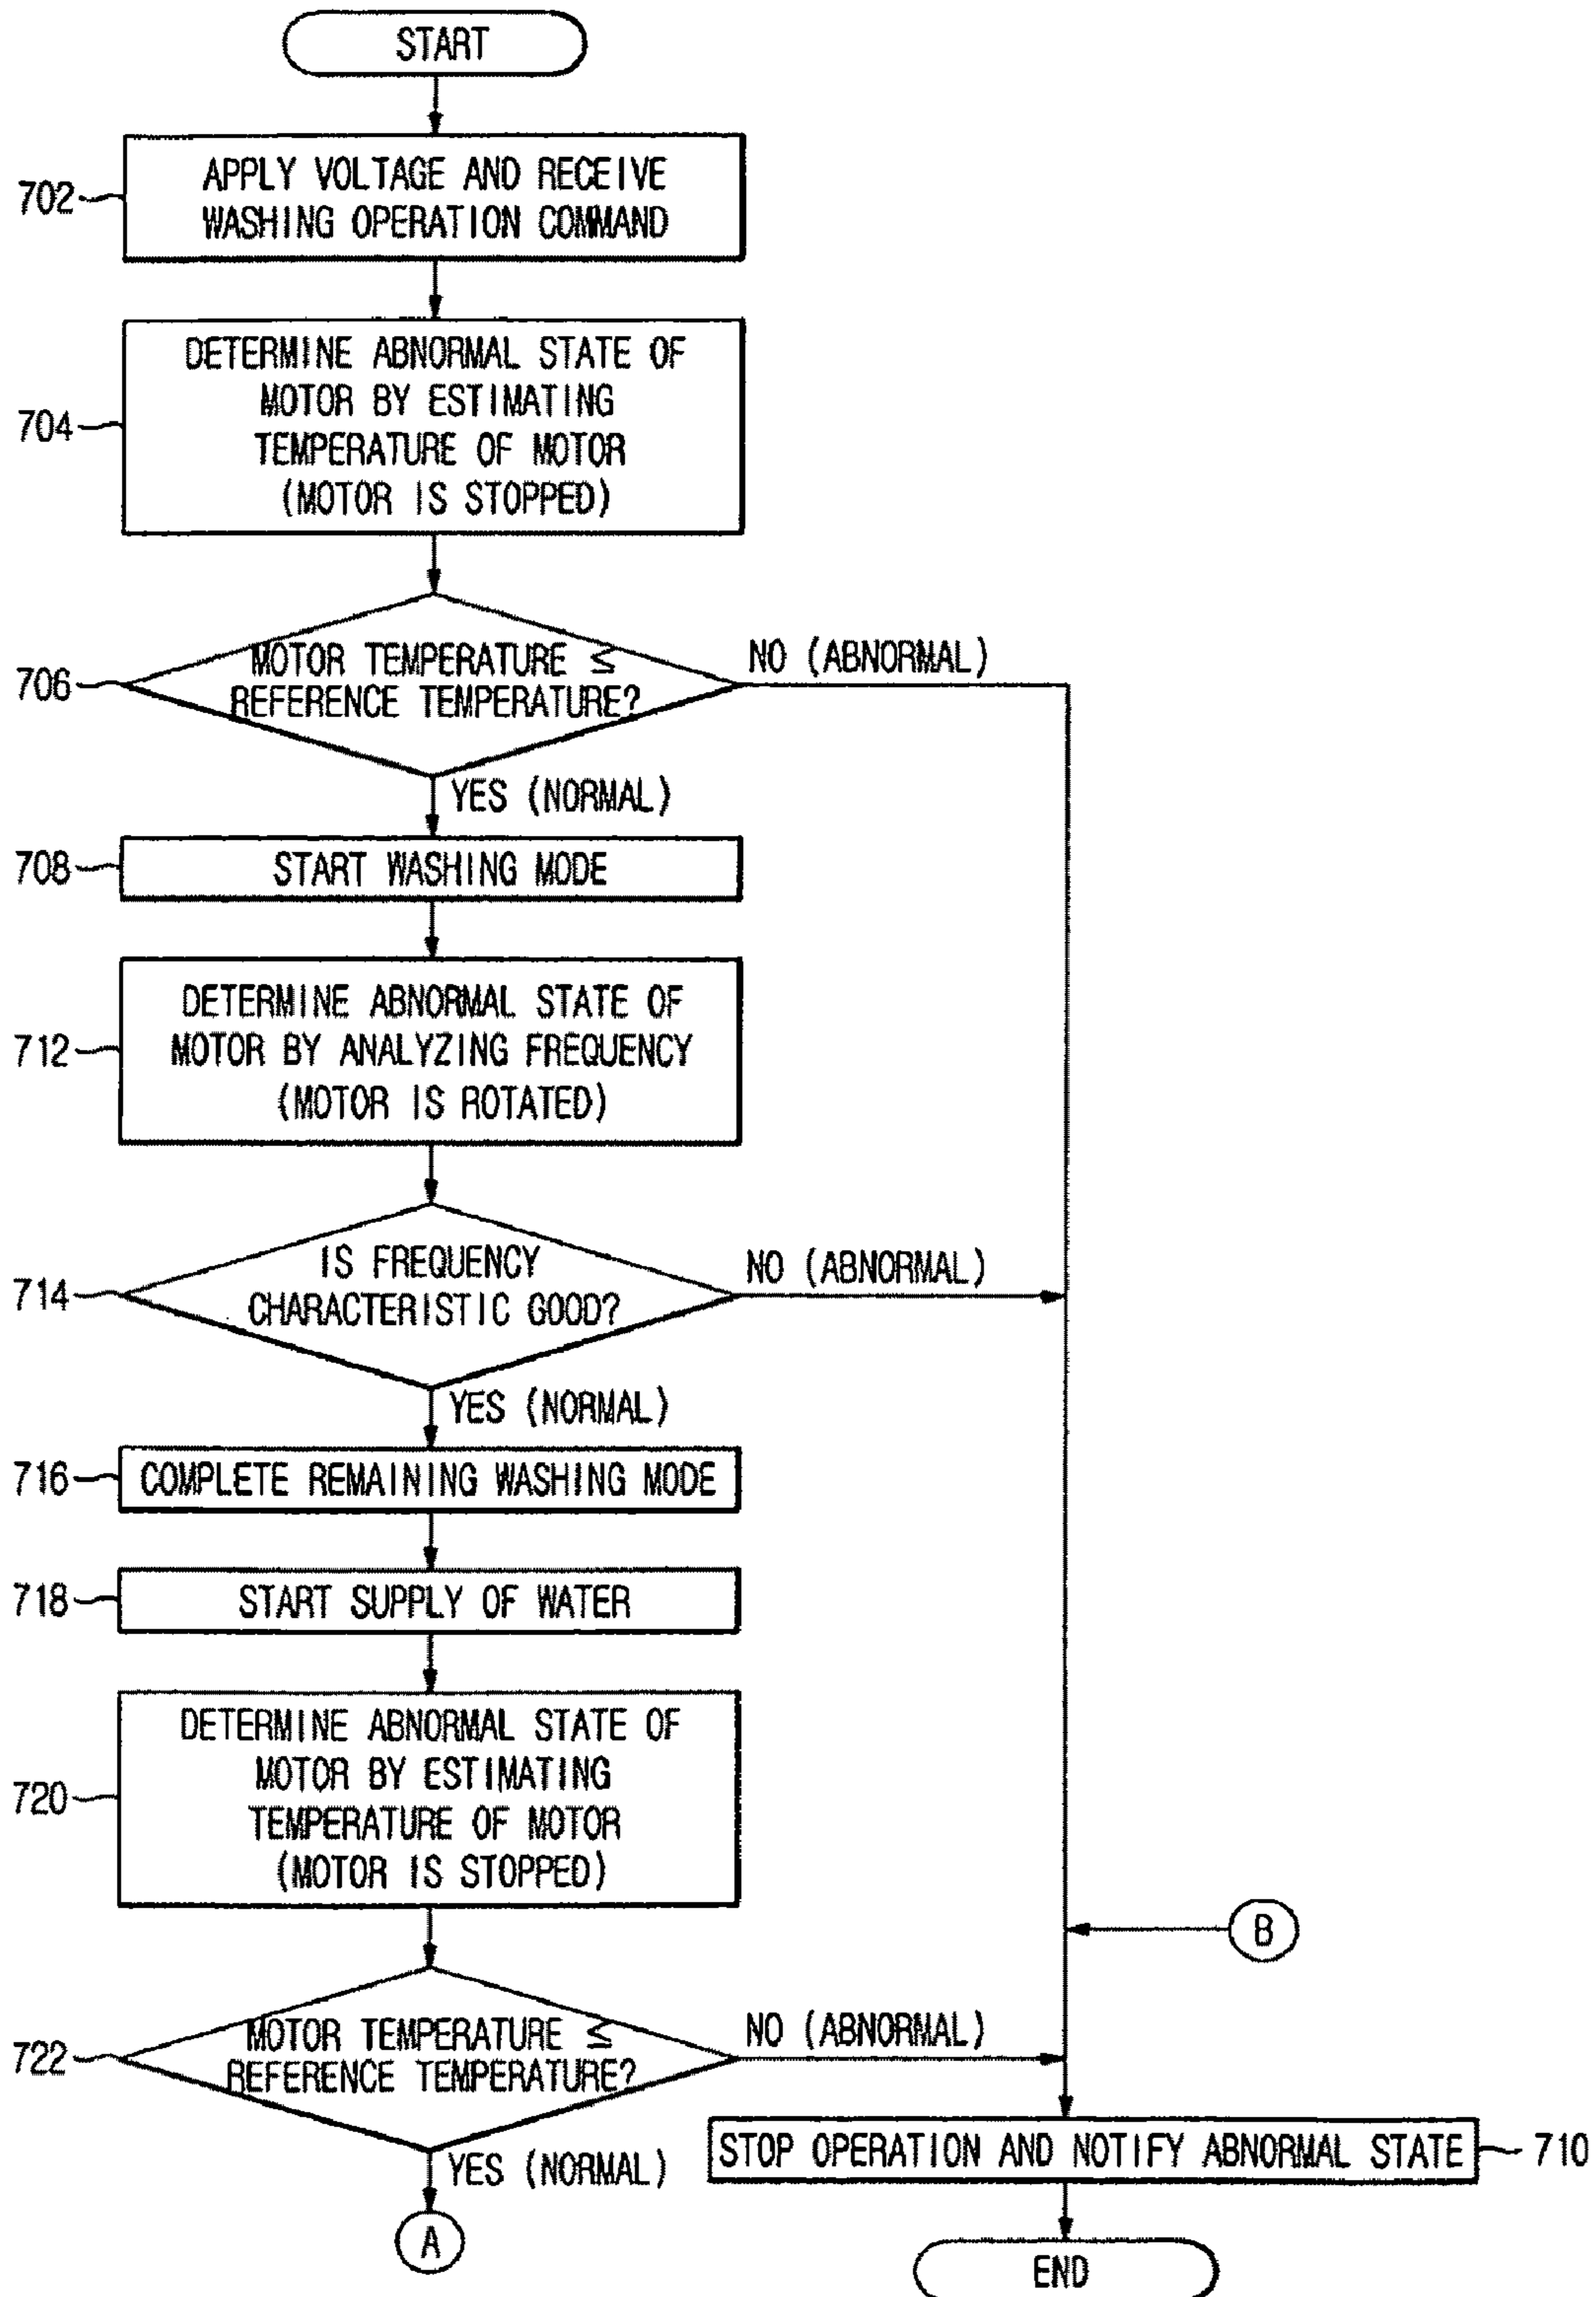 START
702
APPLY VOLTAGE AND RECEIVE
WASHING OPERATION COMMAND
704
DETERMINE ABNORMAL STATE OF
MOTOR BY ESTIMATING
TEMPERATURE OF MOTOR
(MOTOR IS STOPPED)
706
MOTOR TEMPERATURE ≦
REFERENCE TEMPERATURE?
NO (ABNORMAL)
YES (NORMAL)
708
START WASHING MODE
712
DETERMINE ABNORMAL STATE OF
MOTOR BY ANALYZING FREQUENCY
(MOTOR IS ROTATED)
714
IS FREQUENCY
CHARACTERISTIC GOOD?
NO (ABNORMAL)
YES (NORMAL)
716
COMPLETE REMAINING WASHING MODE
718
START SUPPLY OF WATER
720
DETERMINE ABNORMAL STATE OF
MOTOR BY ESTIMATING
TEMPERATURE OF MOTOR
(MOTOR IS STOPPED)
B
722
MOTOR TEMPERATURE ≦
REFERENCE TEMPERATURE?
NO (ABNORMAL)
YES (NORMAL)
A
STOP OPERATION AND NOTIFY ABNORMAL STATE
710
END